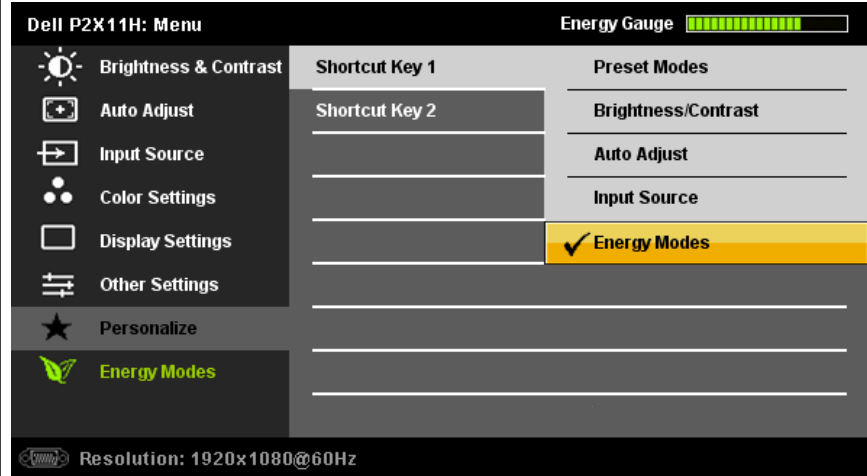 Dell P2X11H: Menu
Energy Gauge
Brightness & Contrast
Shortcut Key 1
Preset Modes
Auto Adjust
Shortcut Key 2
Brightness/Contrast
Input Source
Auto Adjust
Color Settings
Input Source
Display Settings
Energy Modes
Other Settings
Personalize
Energy Modes
Resolution: 1920x1080@60Hz